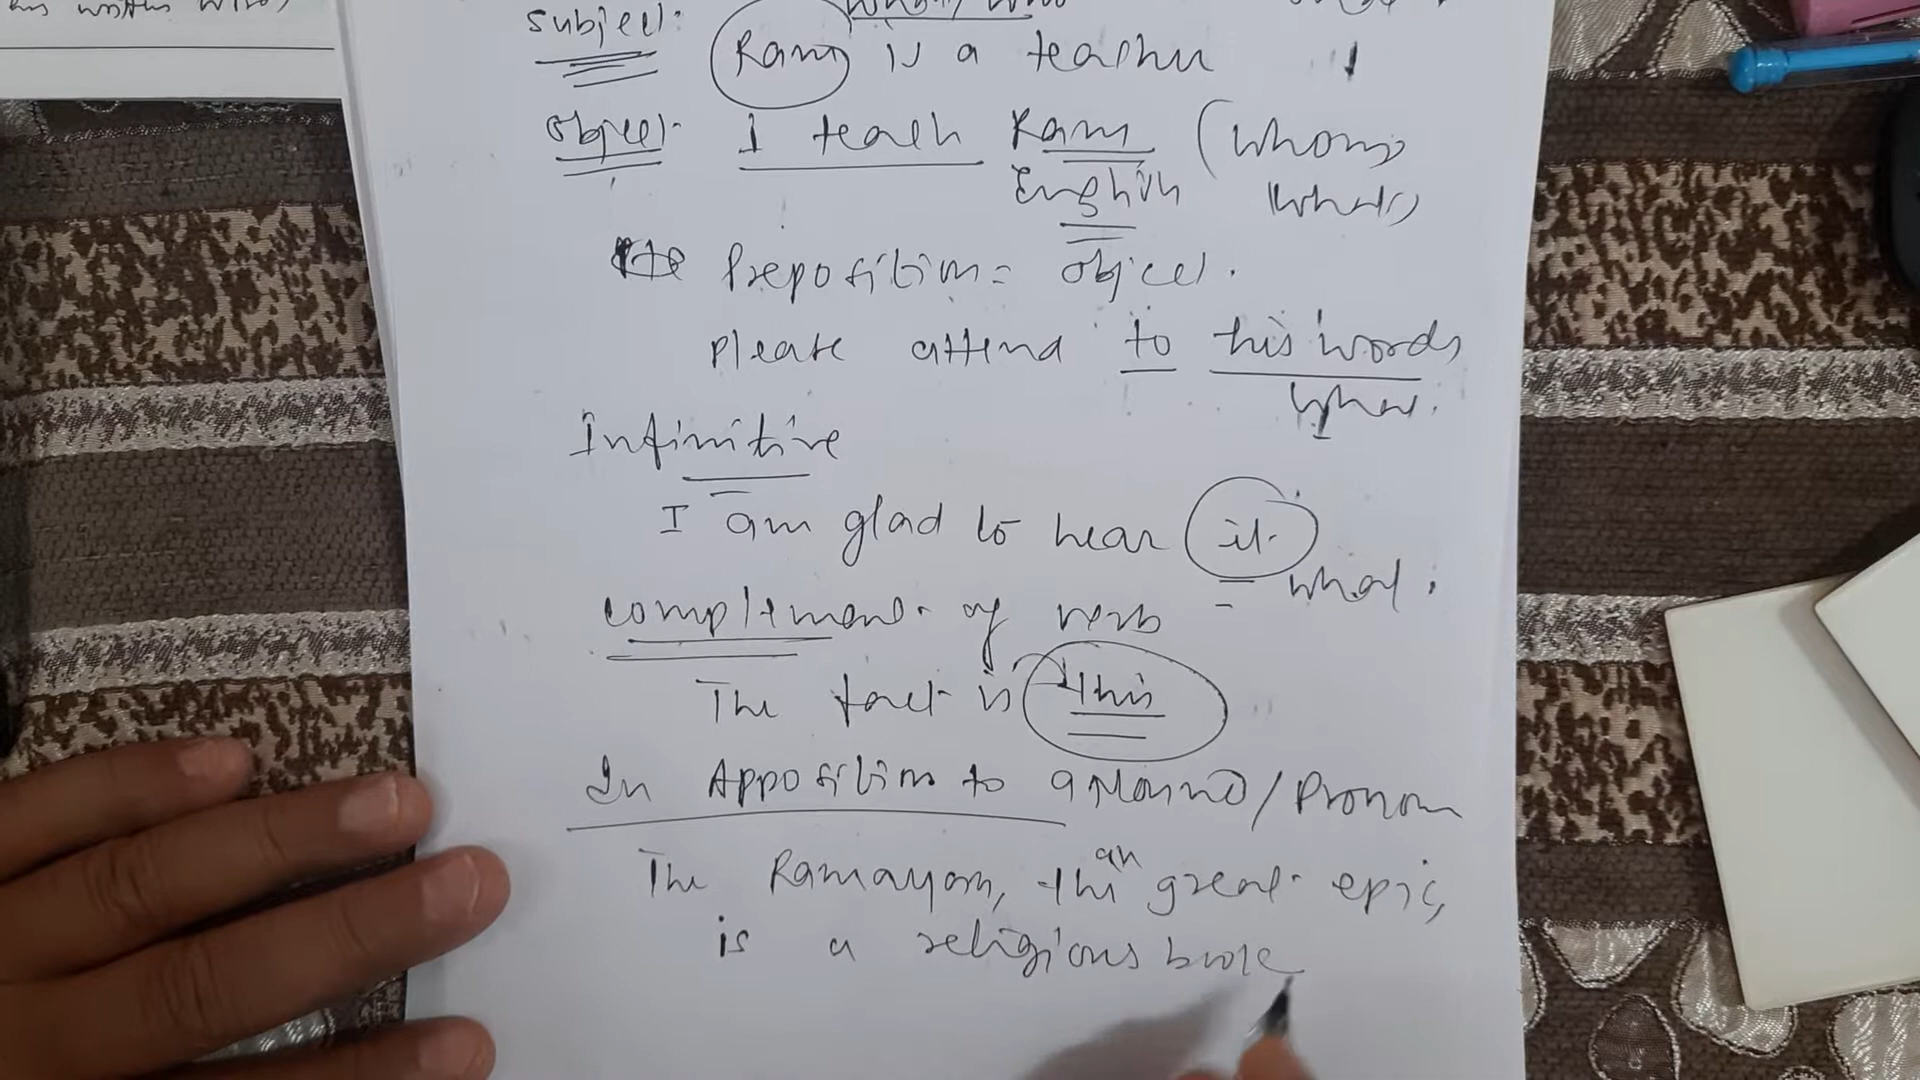 his written
subject:
Ram is a teacher
object I teach Ram (whom,
English what)
Preposition = object.
please attend to his words
what.
Infinitive
I am glad to hear it
what.
complement of verb
The fact is this
In Apposition to a Noun / Pronoun
The Ramayan, the an great epic,
is a religious book